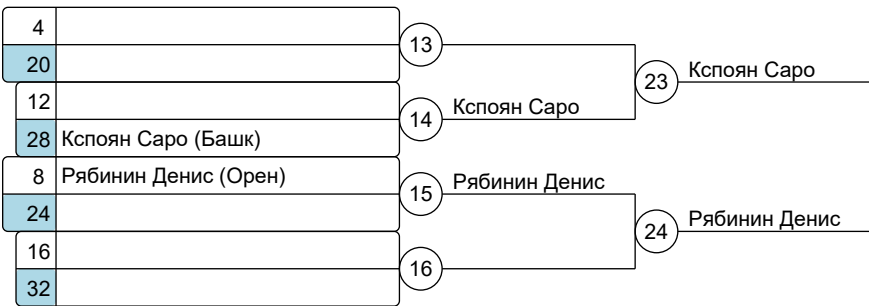 4
13
20
Кспоян Саро
23
12
Кспоян Саро
14
28 Кспоян Саро (Башк)
8 Рябинин Денис (Орен)
Рябинин Денис
15
24
Рябинин Денис
24
16
16
32